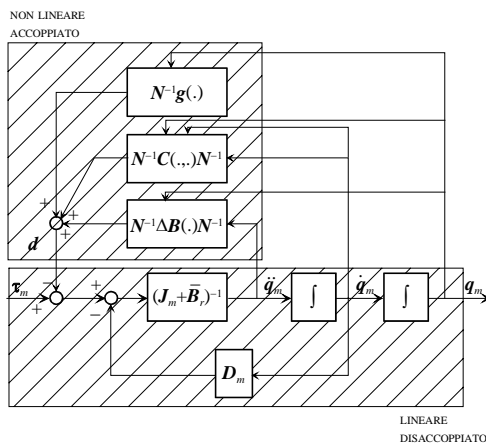 NON LINEARE
ACCOPPIATO
N⁻¹g(.)
N⁻¹C(.,.)N⁻¹
+
+
+
N⁻¹ΔB(.)N⁻¹
d
τₘ
−
+
+
−
(Jₘ+B̄ᵣ)⁻¹
q̈ₘ
∫
q̇ₘ
∫
qₘ
Dₘ
LINEARE
DISACCOPPIATO